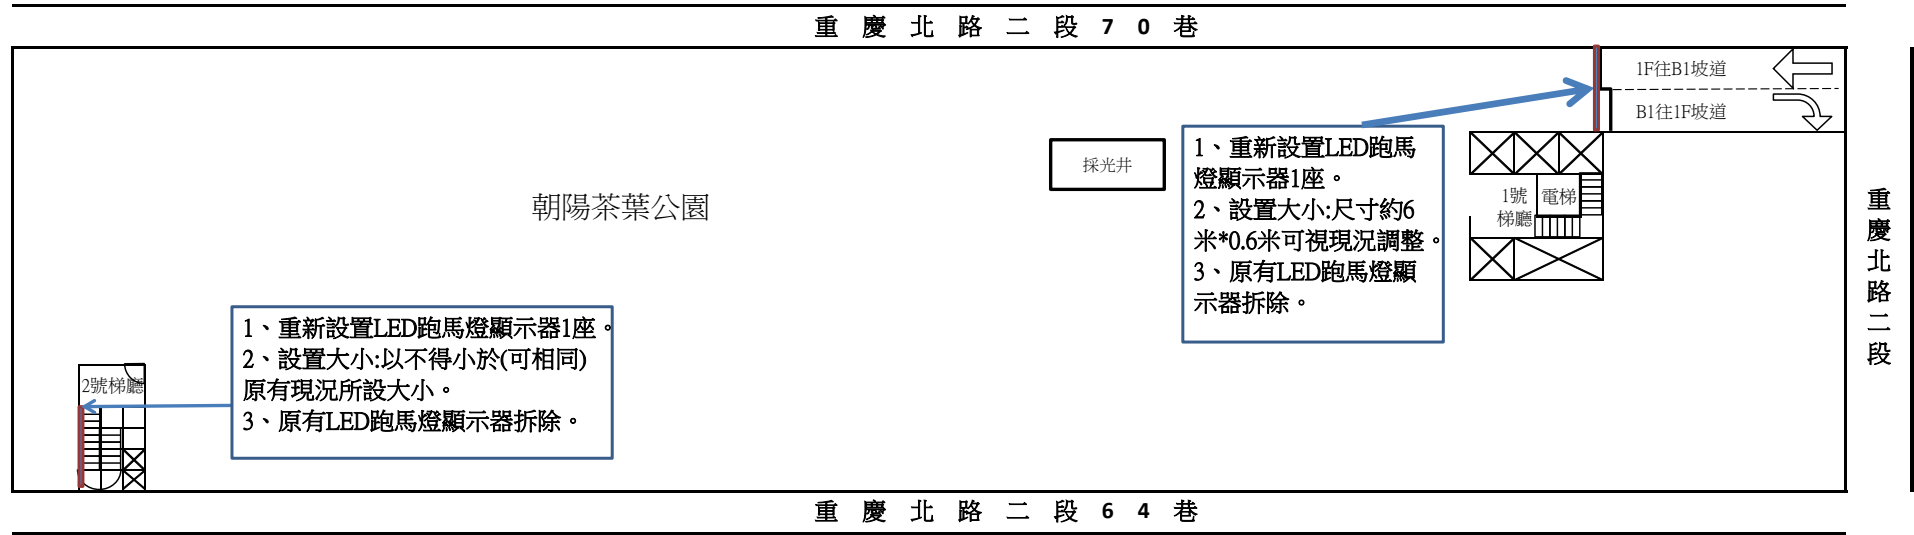 重慶北路二段70巷
1F往B1坡道
B1往1F坡道
採光井
1、重新設置LED跑馬
燈顯示器1座。
2、設置大小:尺寸約6
米*0.6米可視現況調整。
3、原有LED跑馬燈顯
示器拆除。
1號
梯廳
電梯
朝陽茶葉公園
重慶北路二段
1、重新設置LED跑馬燈顯示器1座。
2、設置大小:以不得小於(可相同)
原有現況所設大小。
3、原有LED跑馬燈顯示器拆除。
2號梯廳
重慶北路二段64巷